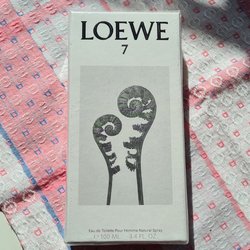 LOEWE
7
Eau de Toilette Pour Homme Natural Spray
℮ 100 ML 3.4 FL. OZ